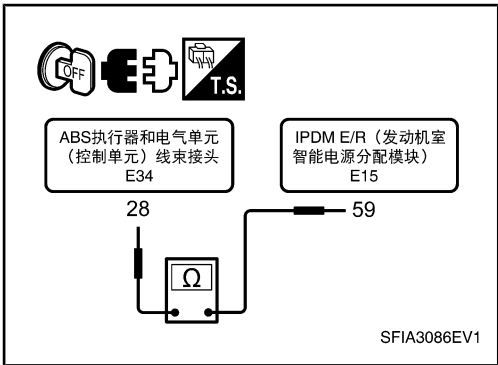 OFF
T.S.
ABS执行器和电气单元
（控制单元）线束接头
E34
IPDM E/R（发动机室
智能电源分配模块）
E15
28
59
Ω
SFIA3086EV1